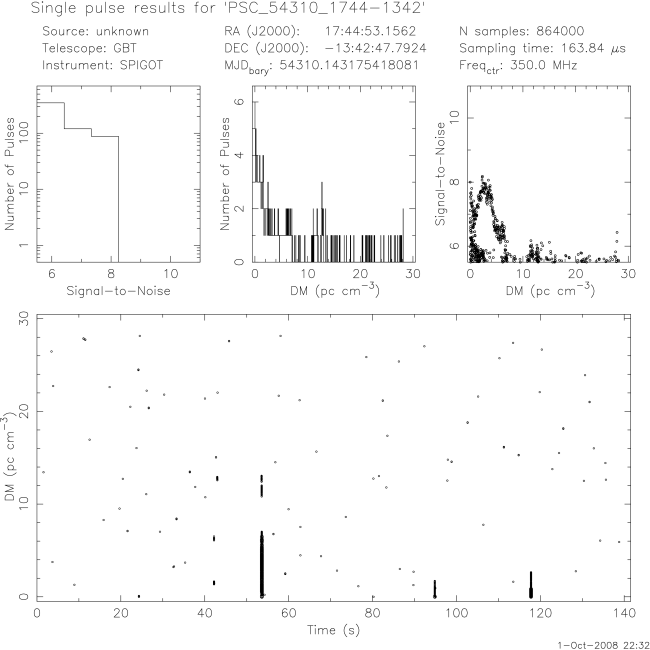 Single pulse results for 'PSC_54310_1744-1342'
Source: unknown RA (J2000): 17:44:53.1562 N samples: 864000
Telescope: GBT DEC (J2000): -13:42:47.7924 Sampling time: 163.84 μs
Instrument: SPIGOT MJD_bary: 54310.143175418081 Freq_ctr: 350.0 MHz
Number of Pulses
100
10
1
6 8 10
Signal-to-Noise
Number of Pulses
6
4
2
0
0 10 20 30
DM (pc cm^-3)
Signal-to-Noise
10
8
6
0 10 20 30
DM (pc cm^-3)
DM (pc cm^-3)
30
20
10
0
0 20 40 60 80 100 120 140
Time (s)
1-Oct-2008 22:32